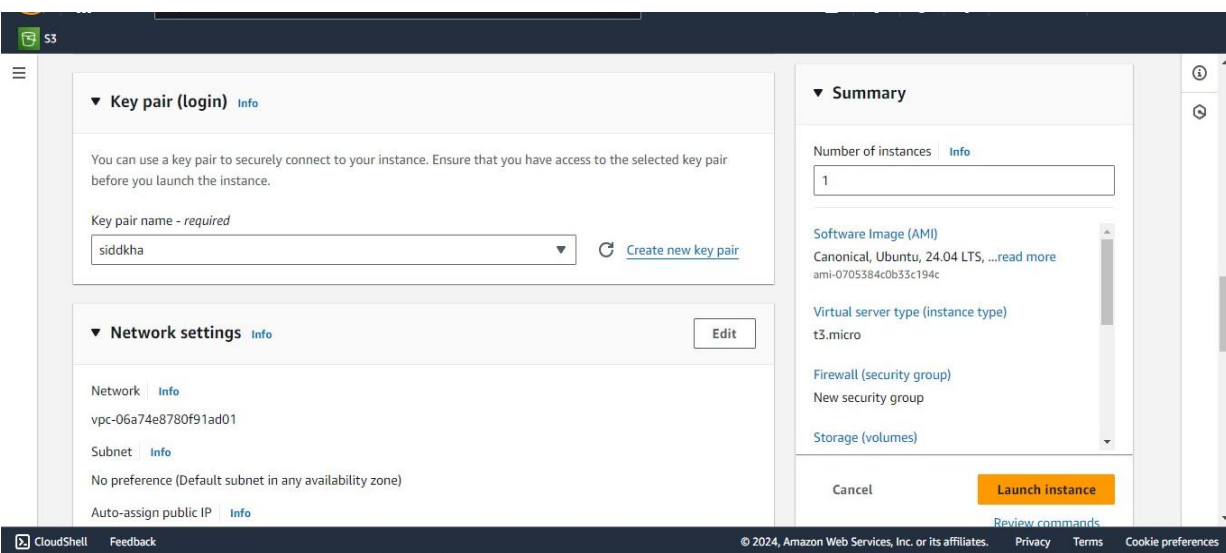 S3
Key pair (login) Info
You can use a key pair to securely connect to your instance. Ensure that you have access to the selected key pair
before you launch the instance.
Key pair name - required
siddkha
Create new key pair
Network settings Info
Edit
Network Info
vpc-06a74e8780f91ad01
Subnet Info
No preference (Default subnet in any availability zone)
Auto-assign public IP Info
Summary
Number of instances Info
1
Software Image (AMI)
Canonical, Ubuntu, 24.04 LTS, ...read more
ami-0705384c0b33c194c
Virtual server type (instance type)
t3.micro
Firewall (security group)
New security group
Storage (volumes)
Cancel
Launch instance
Review commands
CloudShell Feedback
© 2024, Amazon Web Services, Inc. or its affiliates. Privacy Terms Cookie preferences